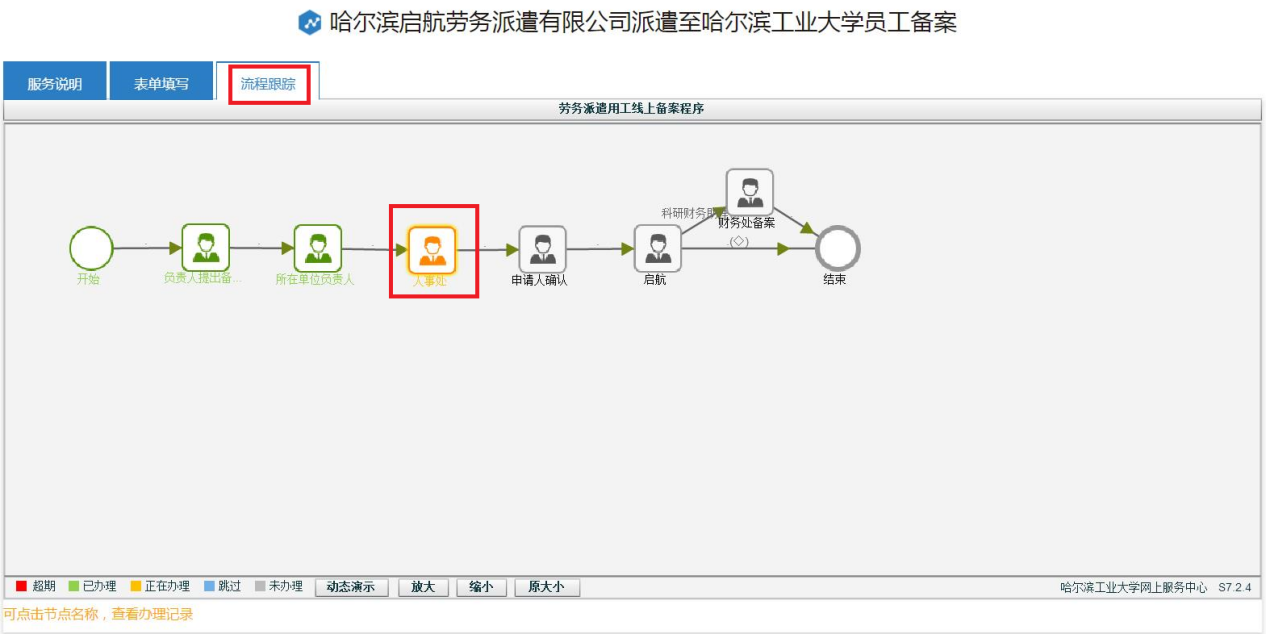 哈尔滨启航劳务派遣有限公司派遣至哈尔滨工业大学员工备案
服务说明 表单填写 流程跟踪
劳务派遣用工线上备案程序
科研财务助
财务处备案
(◇)
开始 负责人提出备... 所在单位负责人 人事处 申请人确认 启航 结束
超期 已办理 正在办理 跳过 未办理 动态演示 放大 缩小 原大小 哈尔滨工业大学网上服务中心 S7.2.4
可点击节点名称，查看办理记录